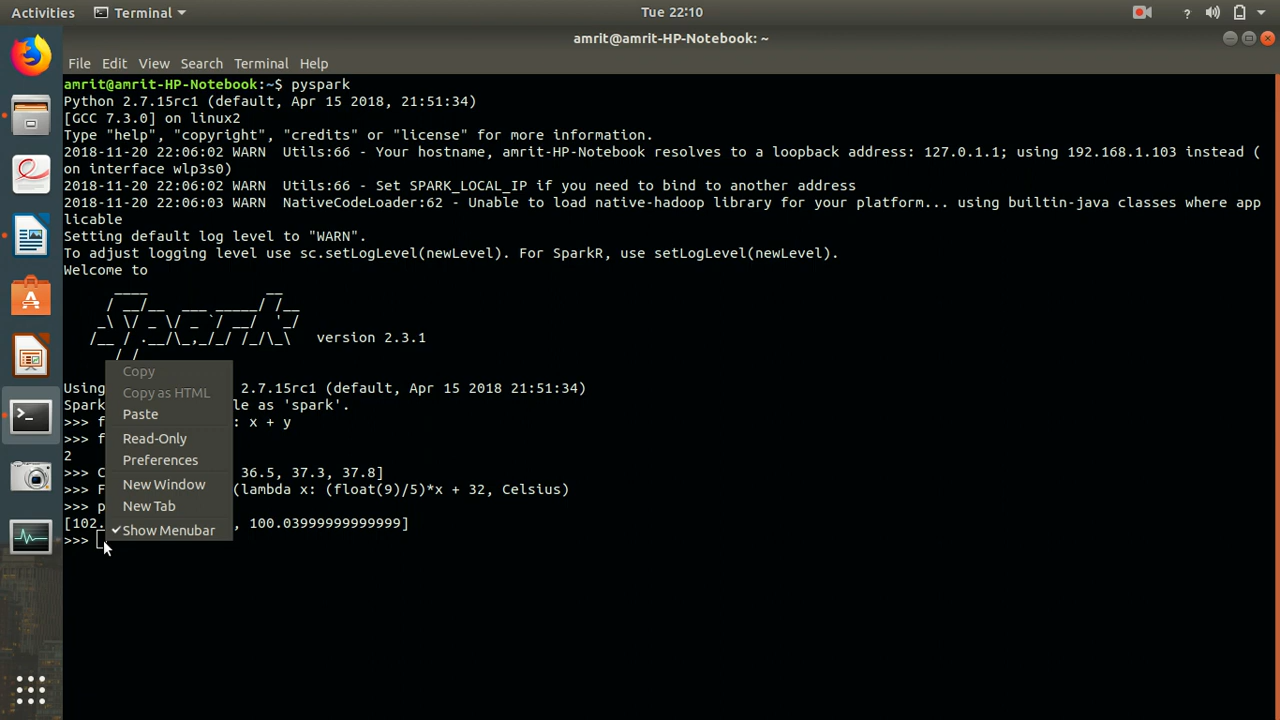 Activities Terminal Tue 22:10 ?
amrit@amrit-HP-Notebook: ~
File Edit View Search Terminal Help
amrit@amrit-HP-Notebook:~$ pyspark
Python 2.7.15rc1 (default, Apr 15 2018, 21:51:34)
[GCC 7.3.0] on linux2
Type "help", "copyright", "credits" or "license" for more information.
2018-11-20 22:06:02 WARN  Utils:66 - Your hostname, amrit-HP-Notebook resolves to a loopback address: 127.0.1.1; using 192.168.1.103 instead (
on interface wlp3s0)
2018-11-20 22:06:02 WARN  Utils:66 - Set SPARK_LOCAL_IP if you need to bind to another address
2018-11-20 22:06:03 WARN  NativeCodeLoader:62 - Unable to load native-hadoop library for your platform... using builtin-java classes where app
licable
Setting default log level to "WARN".
To adjust logging level use sc.setLogLevel(newLevel). For SparkR, use setLogLevel(newLevel).
Welcome to
Spark version 2.3.1
Using 2.7.15rc1 (default, Apr 15 2018 21:51:34)
Spark le as 'spark'.
>>> f : x + y
>>> f
2
>>> C 36.5, 37.3, 37.8]
>>> F (lambda x: (float(9)/5)*x + 32, Celsius)
>>> p
[102. , 100.03999999999999]
>>>
Copy
Copy as HTML
Paste
Read-Only
Preferences
New Window
New Tab
Show Menubar